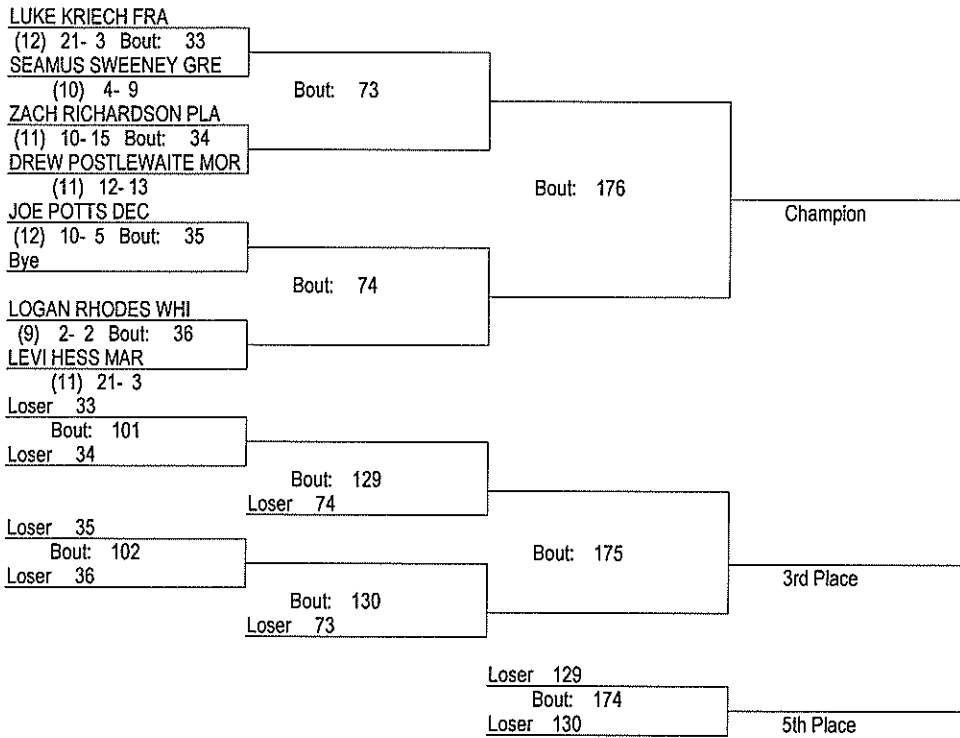 LUKE KRIECH FRA
(12) 21- 3 Bout: 33
SEAMUS SWEENEY GRE
(10) 4- 9
Bout: 73
ZACH RICHARDSON PLA
(11) 10- 15 Bout: 34
DREW POSTLEWAITE MOR
(11) 12- 13
Bout: 176
Champion
JOE POTTS DEC
(12) 10- 5 Bout: 35
Bye
Bout: 74
LOGAN RHODES WHI
(9) 2- 2 Bout: 36
LEVI HESS MAR
(11) 21- 3
Loser 33
Bout: 101
Loser 34
Bout: 129
Loser 74
Loser 35
Bout: 102
Loser 36
Bout: 175
3rd Place
Bout: 130
Loser 73
Loser 129
Bout: 174
Loser 130
5th Place